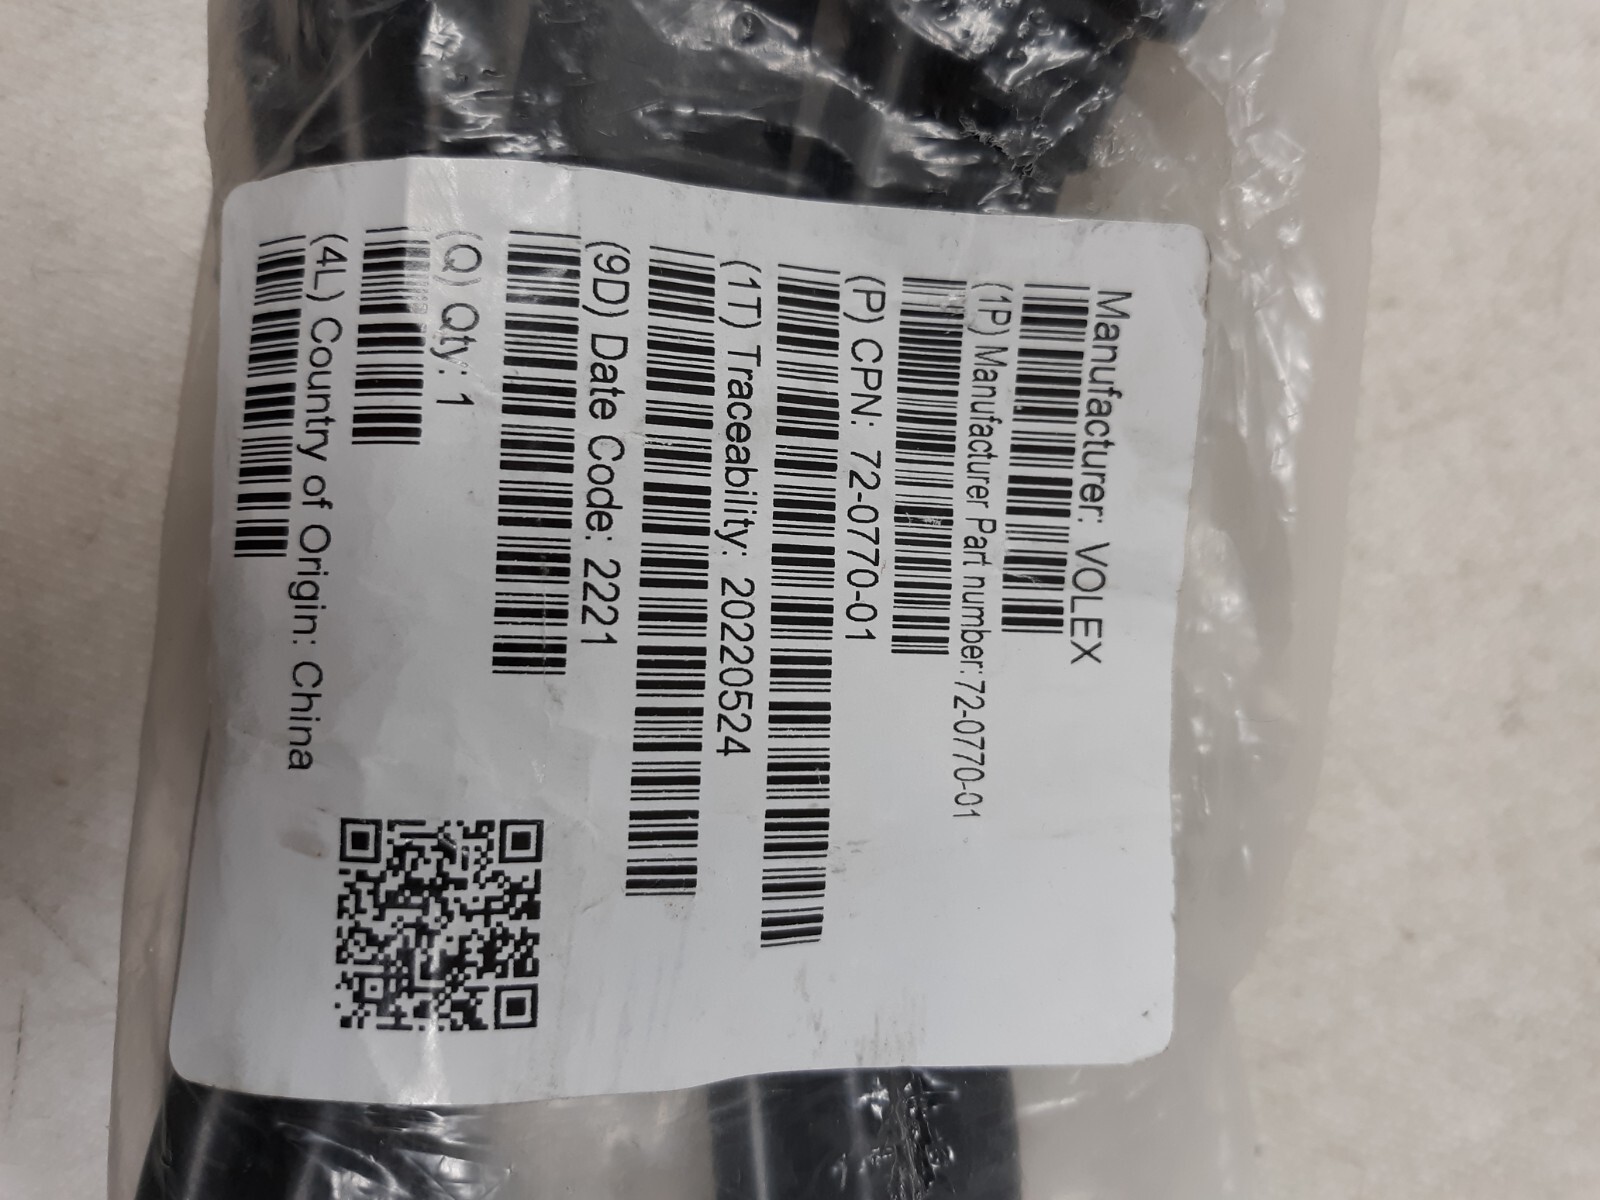 Manufacturer: VOLEX
(1P) Manufacturer Part number:72-0770-01
(P) CPN: 72-0770-01
(1T) Traceability: 20220524
(9D) Date Code: 2221
(Q) Qty: 1
(4L) Country of Origin: China